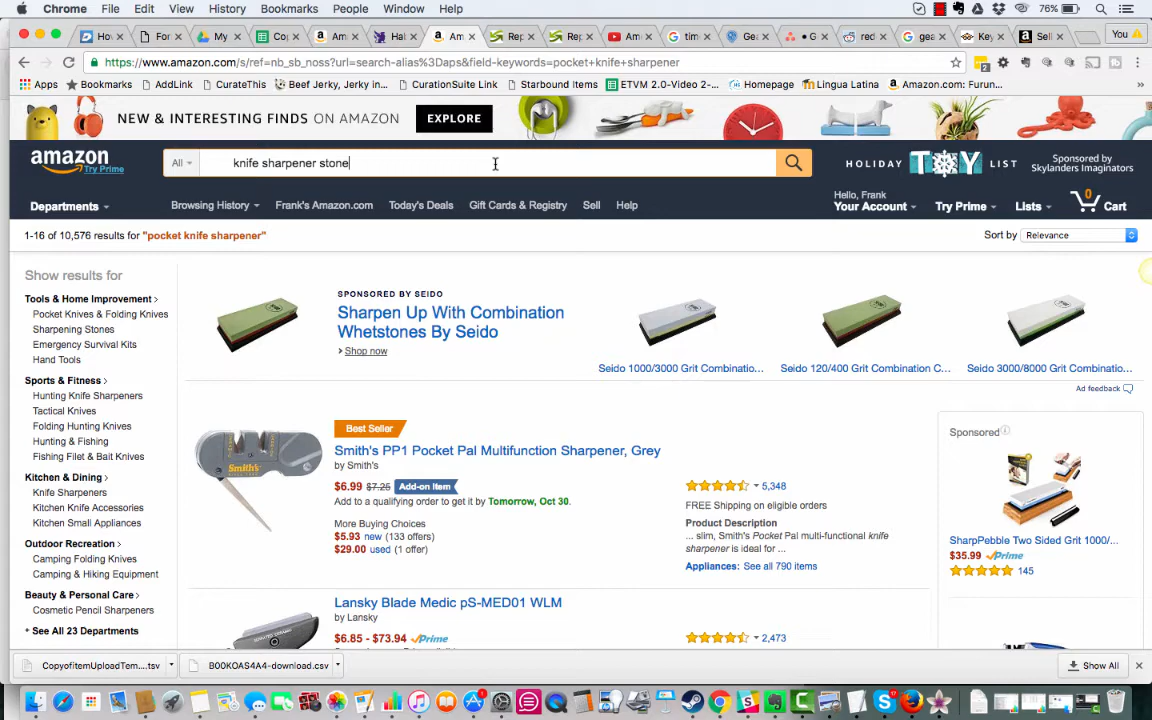 Chrome File Edit View History Bookmarks People Window Help 76%
Hov For My Cop Am Hal Am Rep Rep Am tim Gea G red gea Key Sell You
https://www.amazon.com/s/ref=nb_sb_noss?url=search-alias%3Daps&field-keywords=pocket+knife+sharpener
Apps Bookmarks AddLink CurateThis Beef Jerky, Jerky in... CurationSuite Link Starbound Items ETVM 2.0-Video 2-... Homepage Lingua Latina Amazon.com: Furun... »
NEW & INTERESTING FINDS ON AMAZON EXPLORE
amazon Try Prime All knife sharpener stone HOLIDAY TOY LIST Sponsored by Skylanders Imaginators
Departments Browsing History Frank's Amazon.com Today's Deals Gift Cards & Registry Sell Help Hello, Frank Your Account Try Prime Lists 0 Cart
1-16 of 10,576 results for "pocket knife sharpener" Sort by Relevance
Show results for
Tools & Home Improvement
Pocket Knives & Folding Knives
Sharpening Stones
Emergency Survival Kits
Hand Tools
Sports & Fitness
Hunting Knife Sharpeners
Tactical Knives
Folding Hunting Knives
Hunting & Fishing
Fishing Filet & Bait Knives
Kitchen & Dining
Knife Sharpeners
Kitchen Knife Accessories
Kitchen Small Appliances
Outdoor Recreation
Camping Folding Knives
Camping & Hiking Equipment
Beauty & Personal Care
Cosmetic Pencil Sharpeners
+ See All 23 Departments
SPONSORED BY SEIDO
Sharpen Up With Combination
Whetstones By Seido
› Shop now
Seido 1000/3000 Grit Combinatio... Seido 120/400 Grit Combination C... Seido 3000/8000 Grit Combinatio...
Ad feedback
Best Seller
Smith's
Smith's PP1 Pocket Pal Multifunction Sharpener, Grey
by Smith's
$6.99 $7.25 Add-on Item
Add to a qualifying order to get it by Tomorrow, Oct 30.
More Buying Choices
$5.93 new (133 offers)
$29.00 used (1 offer)
5,348
FREE Shipping on eligible orders
Product Description
... slim, Smith's Pocket Pal multi-functional knife
sharpener is ideal for ...
Appliances: See all 790 items
Lansky Blade Medic pS-MED01 WLM
by Lansky
$6.85 - $73.94 Prime
2,473
Sponsored
SharpPebble Two Sided Grit 1000/...
$35.99 Prime
145
CopyofItemUploadTem....tsv B00KOAS4A4-download.csv Show All